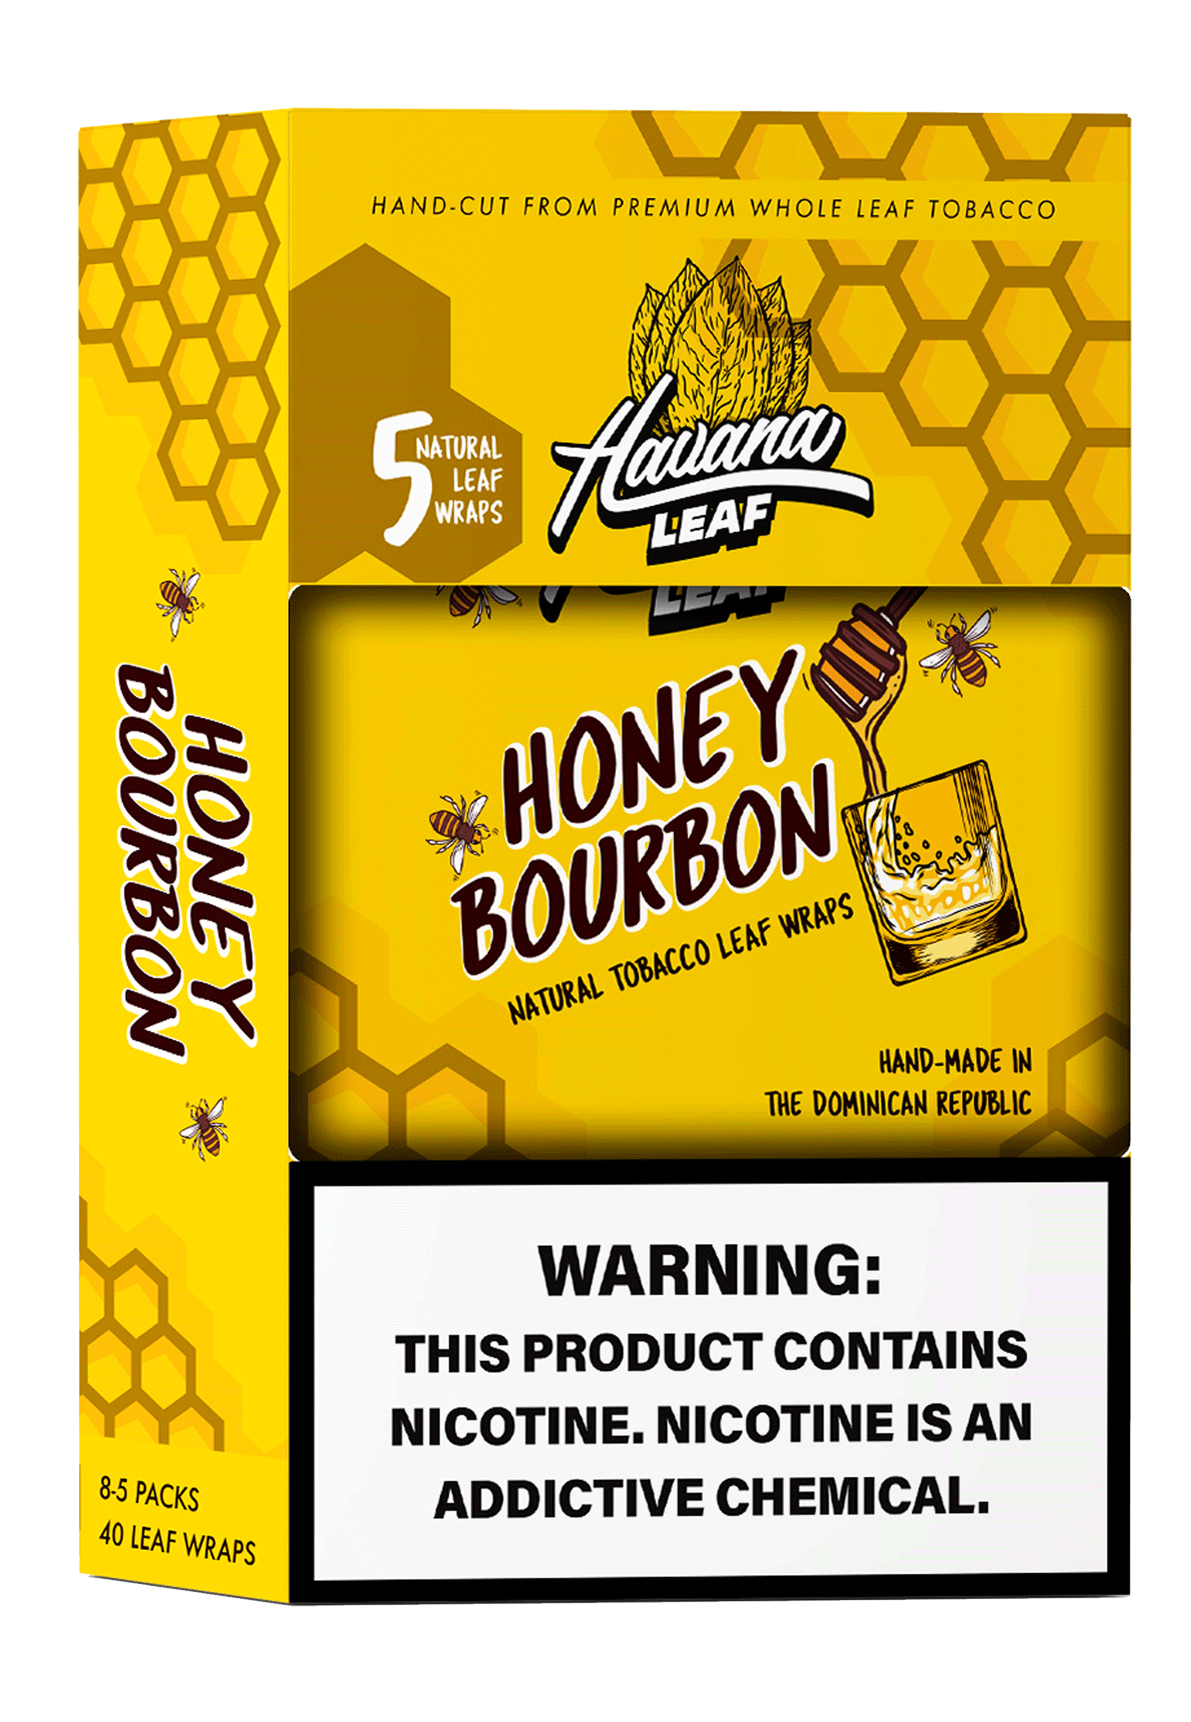 HAND-CUT FROM PREMIUM WHOLE LEAF TOBACCO
5 NATURAL
LEAF
WRAPS
Havana
LEAF
LEAF
HONEY
BOURBON
NATURAL TOBACCO LEAF WRAPS
HAND-MADE IN
THE DOMINICAN REPUBLIC
WARNING:
THIS PRODUCT CONTAINS
NICOTINE. NICOTINE IS AN
ADDICTIVE CHEMICAL.
HONEY
BOURBON
8-5 PACKS
40 LEAF WRAPS